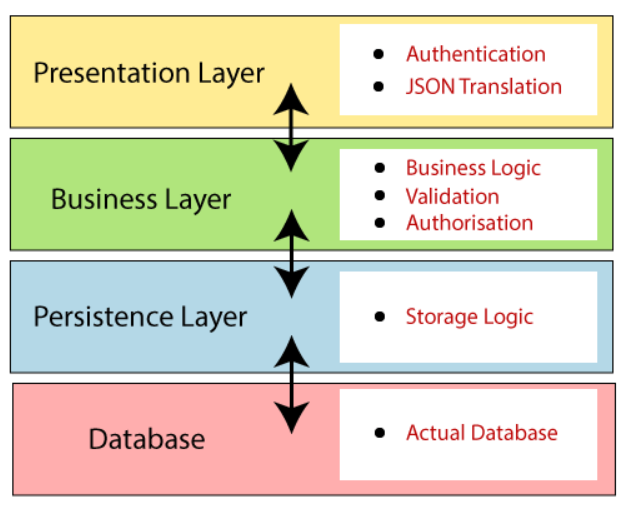 Presentation Layer
Authentication
JSON Translation
Business Layer
Business Logic
Validation
Authorisation
Persistence Layer
Storage Logic
Database
Actual Database